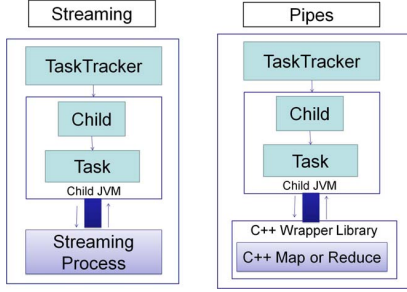 Streaming
TaskTracker
Child
Task
Child JVM
Streaming
Process
Pipes
TaskTracker
Child
Task
Child JVM
C++ Wrapper Library
C++ Map or Reduce